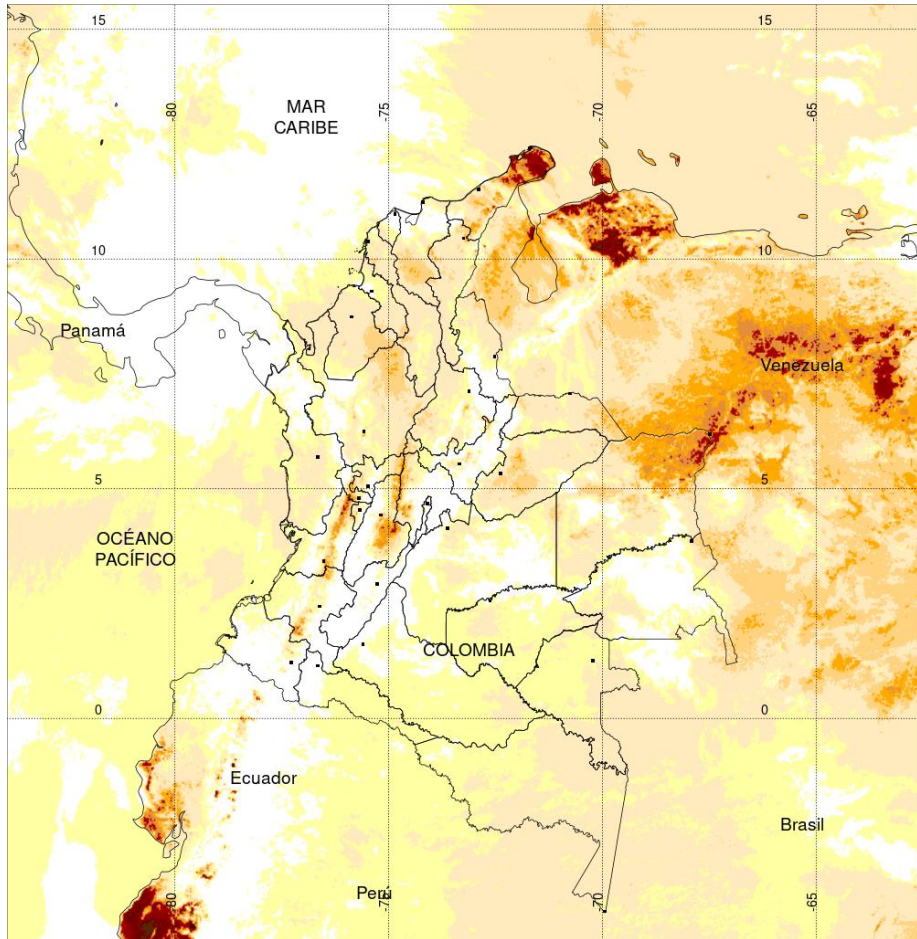 15
15
-80
-75
-70
-65
MAR
CARIBE
10
10
Panamá
Venezuela
5
5
OCÉANO
PACÍFICO
COLOMBIA
0
0
Ecuador
Brasil
Perú
-80
-75
-70
-65